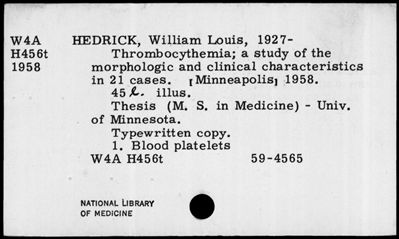 W4A HEDRICK, William Louis, 1927-
H456t Thrombocythemia; a study of the
1958 morphologic and clinical characteristics
in 21 cases. [Minneapolis] 1958.
45 l. illus.
Thesis (M. S. in Medicine) - Univ.
of Minnesota.
Typewritten copy.
1. Blood platelets
W4A H456t 59-4565
NATIONAL LIBRARY
OF MEDICINE